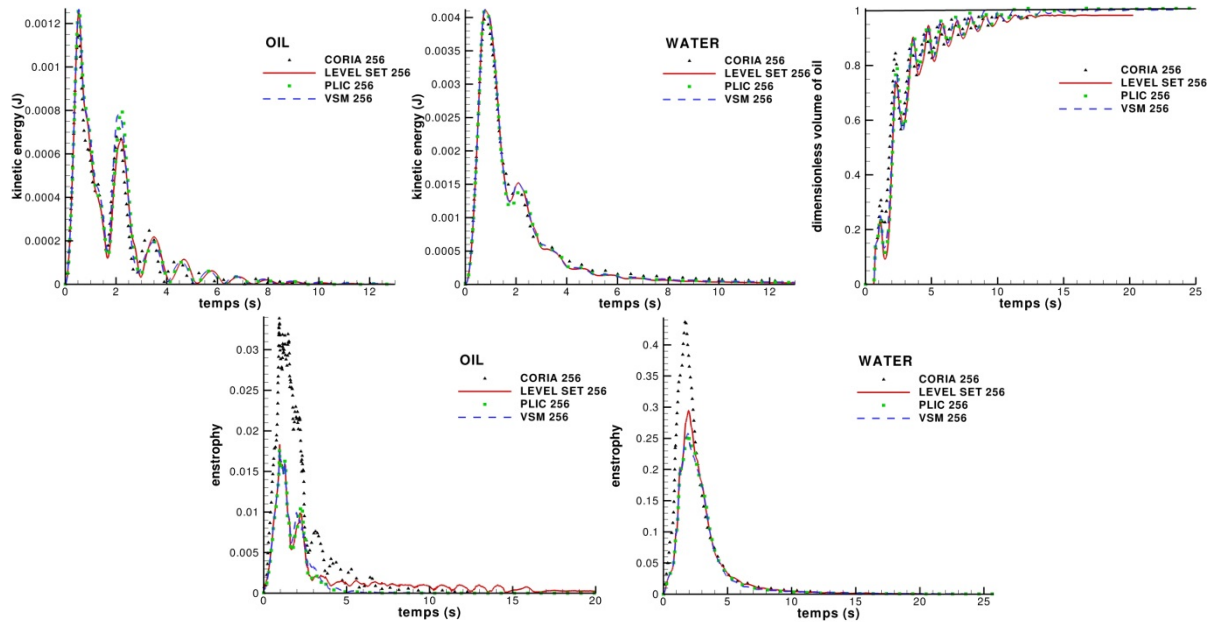 OIL
CORIA 256
LEVEL SET 256
PLIC 256
VSM 256
kinetic energy (J)
0.0012
0.001
0.0008
0.0006
0.0004
0.0002
0
0 2 4 6 8 10 12
temps (s)
WATER
CORIA 256
LEVEL SET 256
PLIC 256
VSM 256
kinetic energy (J)
0.004
0.0035
0.003
0.0025
0.002
0.0015
0.001
0.0005
0
0 2 4 6 8 10 12
temps (s)
CORIA 256
LEVEL SET 256
PLIC 256
VSM 256
dimensionless volume of oil
1
0.8
0.6
0.4
0.2
0
0 5 10 15 20 25
temps (s)
OIL
CORIA 256
LEVEL SET 256
PLIC 256
VSM 256
enstrophy
0.03
0.025
0.02
0.015
0.01
0.005
0
0 5 10 15 20
temps (s)
WATER
CORIA 256
LEVEL SET 256
PLIC 256
VSM 256
enstrophy
0.4
0.35
0.3
0.25
0.2
0.15
0.1
0.05
0
0 5 10 15 20 25
temps (s)